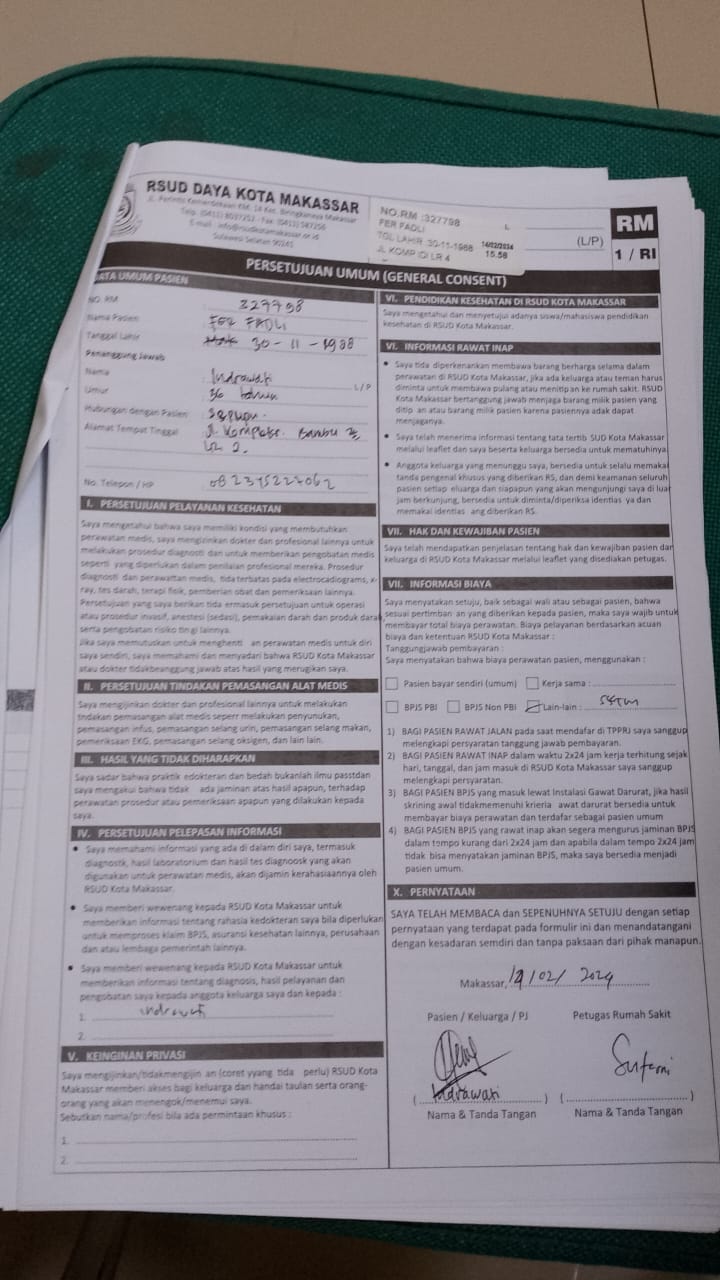 RSUD DAYA KOTA MAKASSAR
Jl. Perintis Kemerdekaan KM. 14 Kec. Biringkanaya Makassar
Telp. (0411) Fax. (0411)
E-mail :
Sulawesi Selatan 90241
NO.RM :327798 L
FER PADLI
TGL LAHIR 30-11-1988 14/02/2024
15.58
JL KOMP IDI LR 4
(L/P)
RM
1 / RI
PERSETUJUAN UMUM (GENERAL CONSENT)
DATA UMUM PASIEN
NO. RM 327798
Nama Pasien FER FADLI
Tanggal Lahir 30 - 11 - 1988
Penanggung Jawab
Nama Indrawati L/P
Umur 36 tahun
Hubungan dengan Pasien Sepupu.
Alamat Tempat Tinggal Jl. Kompleks.
No. Telepon / HP
I. PERSETUJUAN PELAYANAN KESEHATAN
Saya mengetahui bahwa saya memiliki kondisi yang membutuhkan
perawatan medis, saya mengizinkan dokter dan profesional lainnya untuk
melakukan prosedur diagnosti dan untuk memberikan pengobatan medis
seperti yang diperlukan dalam penilaian profesional mereka. Prosedur
diagnosti dan perawattan medis, tida terbatas pada electrocadiograms, x-
ray, tes darah, terapi fisik, pemberian obat dan pemeriksaan lainnya.
Persetujuan yang saya berikan tida ermasuk persetujuan untuk operasi
atau prosedur invasif, anestesi (sedasi), pemakaian darah dan produk darah
serta pengobatan risiko tingi lainnya.
Jika saya memutuskan untuk menghenti an perawatan medis untuk diri
saya sendiri, saya memahami dan menyadari bahwa RSUD Kota Makassar
atau dokter tidakbeanggung jawab atas hasil yang merugikan saya.
II. PERSETUJUAN TINDAKAN PEMASANGAN ALAT MEDIS
Saya mengijinkan dokter dan profesional lainnya untuk melakukan
tindakan pemasangan alat medis seperr melakukan penyunukan,
pemasangan infus, pemasangan selang urin, pemasangan selang makan,
pemeriksaan EKG, pemasangan selang oksigen, dan lain lain.
III. HASIL YANG TIDAK DIHARAPKAN
Saya sadar bahwa praktik edokteran dan bedah bukanlah ilmu passtdan
saya mengakui bahwa tidak ada jaminan atas hasil apapun, terhadap
perawatan prosedur atau pemeriksaan apapun yang dilakukan kepada
saya.
IV. PERSETUJUAN PELEPASAN INFORMASI
• Saya memahami informasi yang ada di dalam diri saya, termasuk
diagnostk, hasil laboratorium dan hasil tes diagnoosk yang akan
digunakan untuk perawatan medis, akan dijamin kerahasiaannya oleh
RSUD Kota Makassar.
• Saya memberi wewenang kepada RSUD Kota Makassar untuk
memberikan informasi tentang rahasia kedokteran saya bila diperlukan
untuk memproses klaim BPJS, asuransi kesehatan lainnya, perusahaan
dan atau lembaga pemerintah lainnya.
• Saya memberi wewenang kepada RSUD Kota Makassar untuk
memberikan informasi tentang diagnosis, hasil pelayanan dan
pengobatan saya kepada anggota keluarga saya dan kepada :
1. indrawati
2.
V. KEINGINAN PRIVASI
Saya mengijinkan/tidakmengijin an (coret yyang tida perlu) RSUD Kota
Makassar memberi akses bagi keluarga dan handai taulan serta orang-
orang yang akan menengok/menemui saya.
Sebutkan nama/profesi bila ada permintaan khusus :
1.
2.
VI. PENDIDIKAN KESEHATAN DI RSUD KOTA MAKASSAR
Saya mengetahui dan menyetujui adanya siswa/mahasiswa pendidikan
kesehatan di RSUD Kota Makassar.
VI. INFORMASI RAWAT INAP
• Saya tida diperkenankan membawa barang berharga selama dalam
perawatan di RSUD Kota Makassar, jika ada keluarga atau teman harus
diminta untuk membawa pulang atau menitip an ke rumah sakit. RSUD
Kota Makassar bertanggung jawab menjaga barang milik pasien yang
ditip an atau barang milik pasien karena pasiennya adak dapat
menjaganya.
• Saya telah menerima informasi tentang tata tertib SUD Kota Makassar
melalui leaflet dan saya beserta keluarga bersedia untuk mematuhinya.
• Anggota keluarga yang menunggu saya, bersedia untuk selalu memakai
tanda pengenal khusus yang diberikan RS, dan demi keamanan seluruh
pasien setiap eluarga dan siapapun yang akan mengunjungi saya di luar
jam berkunjung, bersedia untuk diminta/diperiksa identias ya dan
memakai identias ang diberikan RS.
VII. HAK DAN KEWAJIBAN PASIEN
Saya telah mendapatkan penjelasan tentang hak dan kewajiban pasien dan
keluarga di RSUD Kota Makassar melalui leaflet yang disediakan petugas.
VII. INFORMASI BIAYA
Saya menyatakan setuju, baik sebagai wali atau sebagai pasien, bahwa
sesuai pertimban an yang diberikan kepada pasien, maka saya wajib untuk
membayar total biaya perawatan. Biaya pelayanan berdasarkan acuan
biaya dan ketentuan RSUD Kota Makassar :
Tanggungjawab pembayaran :
Saya menyatakan bahwa biaya perawatan pasien, menggunakan :
Pasien bayar sendiri (umum) Kerja sama :
BPJS PBI BPJS Non PBI Lain-lain :
1) BAGI PASIEN RAWAT JALAN pada saat mendaftar di TPPRJ saya sanggup
melengkapi persyaratan tanggung jawab pembayaran.
2) BAGI PASIEN RAWAT INAP dalam waktu 2x24 jam kerja terhitung sejak
hari, tanggal, dan jam masuk di RSUD Kota Makassar saya sanggup
melengkapi persyaratan.
3) BAGI PASIEN BPJS yang masuk lewat Instalasi Gawat Darurat, jika hasil
skrining awal tidakmemenuhi krieria awat darurat bersedia untuk
membayar biaya perawatan dan terdaftar sebagai pasien umum
4) BAGI PASIEN BPJS yang rawat inap akan segera mengurus jaminan BPJS
dalam tempo kurang dari 2x24 jam dan apabila dalam tempo 2x24 jam
tidak bisa menyatakan jaminan BPJS, maka saya bersedia menjadi
pasien umum.
X. PERNYATAAN
SAYA TELAH MEMBACA dan SEPENUHNYA SETUJU dengan setiap
pernyataan yang terdapat pada formulir ini dan menandatangani
dengan kesadaran semdiri dan tanpa paksaan dari pihak manapun.
Makassar, 14/02/2024
Pasien / Keluarga / PJ Petugas Rumah Sakit
( Indrawati ) ( )
Nama & Tanda Tangan Nama & Tanda Tangan